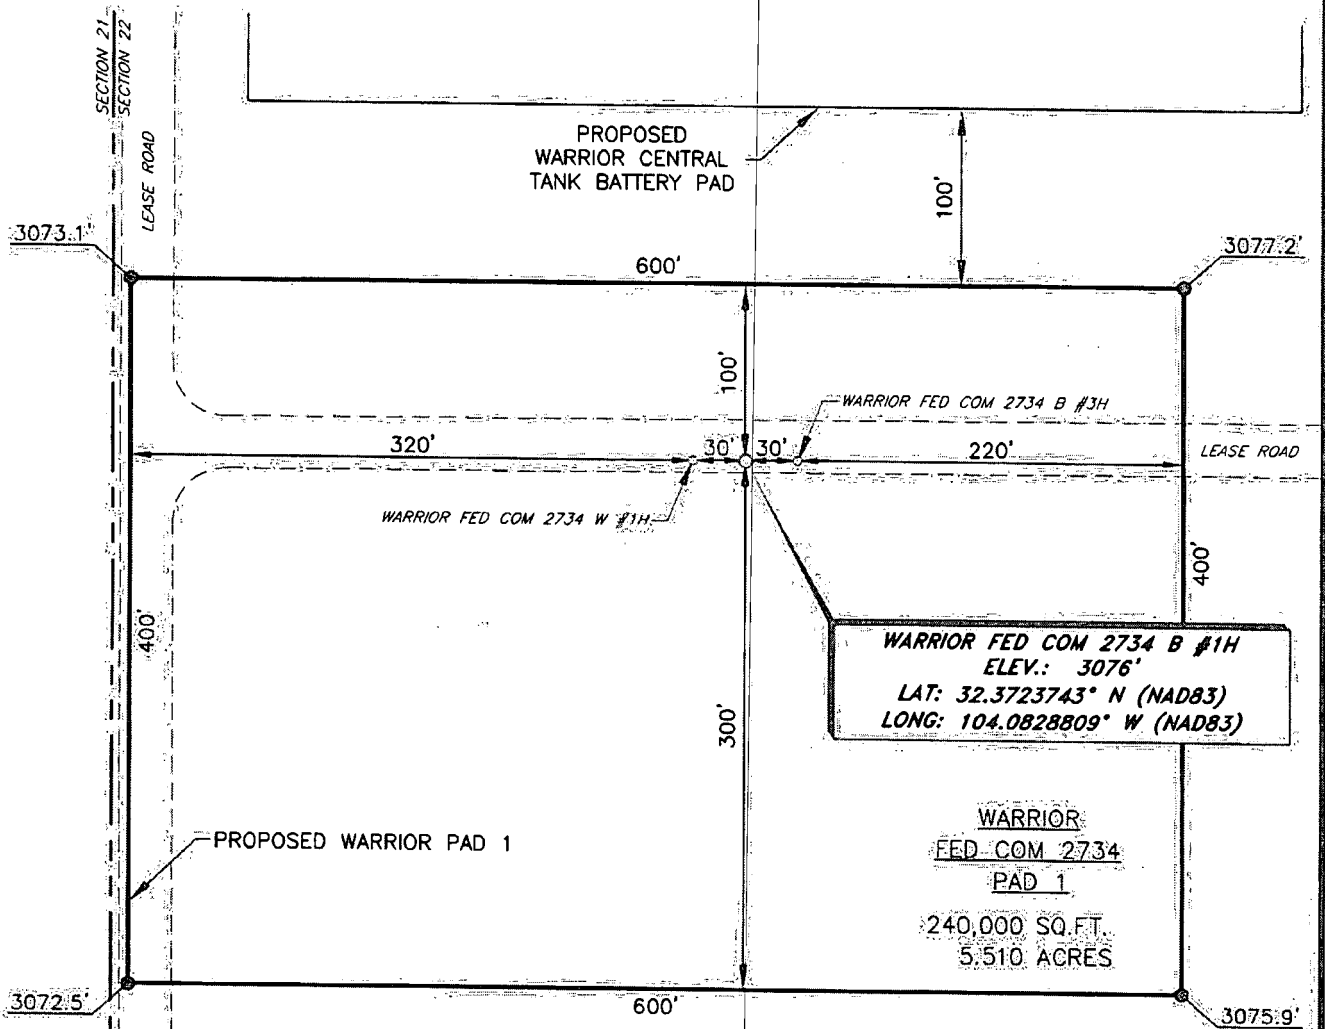 SECTION 21
SECTION 22
LEASE ROAD
PROPOSED
WARRIOR CENTRAL
TANK BATTERY PAD
100'
3073.1'
3077.2'
600'
100'
WARRIOR FED COM 2734 B #3H
320'
30'
30'
220'
LEASE ROAD
WARRIOR FED COM 2734 W #1H
400'
400'
WARRIOR FED COM 2734 B #1H
ELEV.: 3076'
LAT: 32.3723743° N (NAD83)
LONG: 104.0828809° W (NAD83)
300'
PROPOSED WARRIOR PAD 1
WARRIOR
FED COM 2734
PAD 1
240,000 SQ.FT.
5.510 ACRES
3072.5'
600'
3075.9'